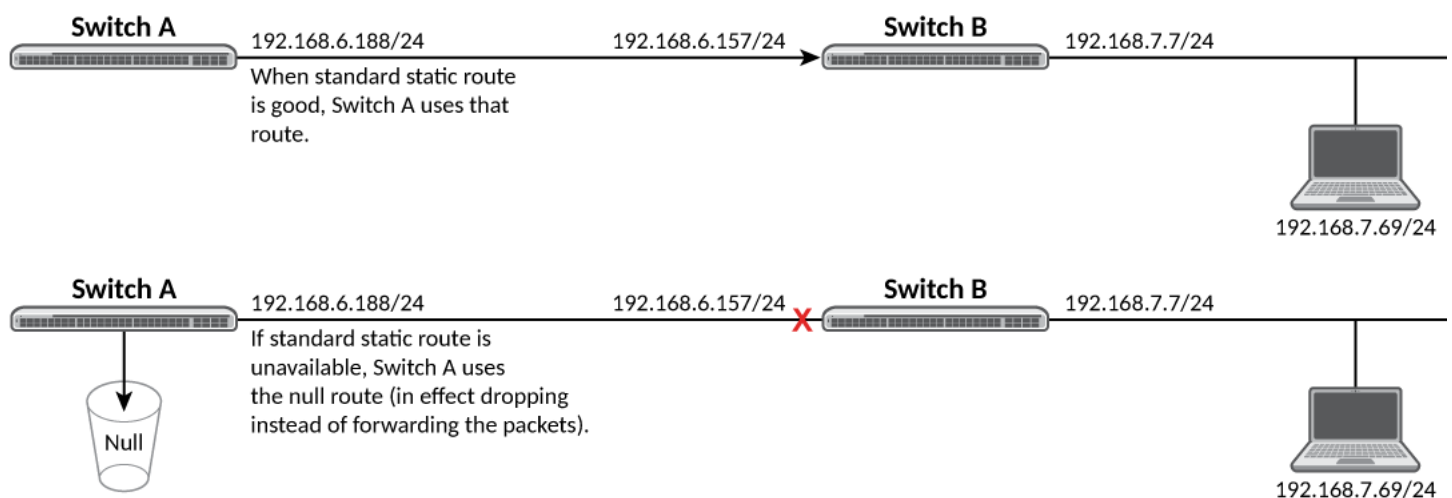 Switch A
192.168.6.188/24
192.168.6.157/24
Switch B
192.168.7.7/24
When standard static route
is good, Switch A uses that
route.
192.168.7.69/24
Switch A
192.168.6.188/24
192.168.6.157/24
X
Switch B
192.168.7.7/24
If standard static route is
unavailable, Switch A uses
the null route (in effect dropping
instead of forwarding the packets).
Null
192.168.7.69/24